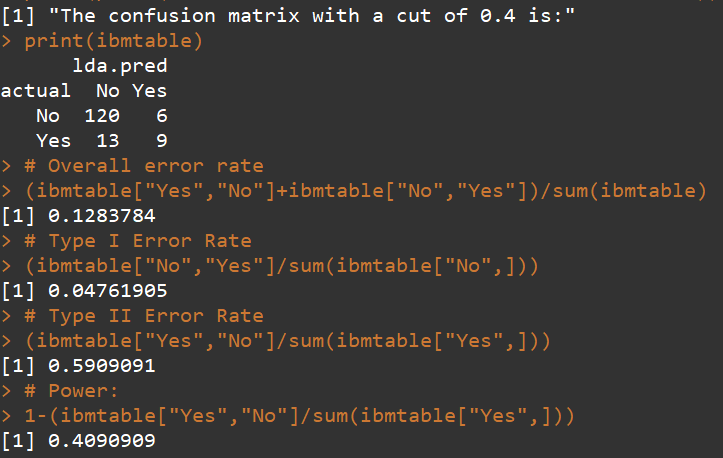 [1] "The confusion matrix with a cut of 0.4 is:"
> print(ibmtable)
      lda.pred
actual  No Yes
   No  120   6
   Yes  13   9
> # Overall error rate
> (ibmtable["Yes","No"]+ibmtable["No","Yes"])/sum(ibmtable)
[1] 0.1283784
> # Type I Error Rate
> (ibmtable["No","Yes"]/sum(ibmtable["No",]))
[1] 0.04761905
> # Type II Error Rate
> (ibmtable["Yes","No"]/sum(ibmtable["Yes",]))
[1] 0.5909091
> # Power:
> 1-(ibmtable["Yes","No"]/sum(ibmtable["Yes",]))
[1] 0.4090909